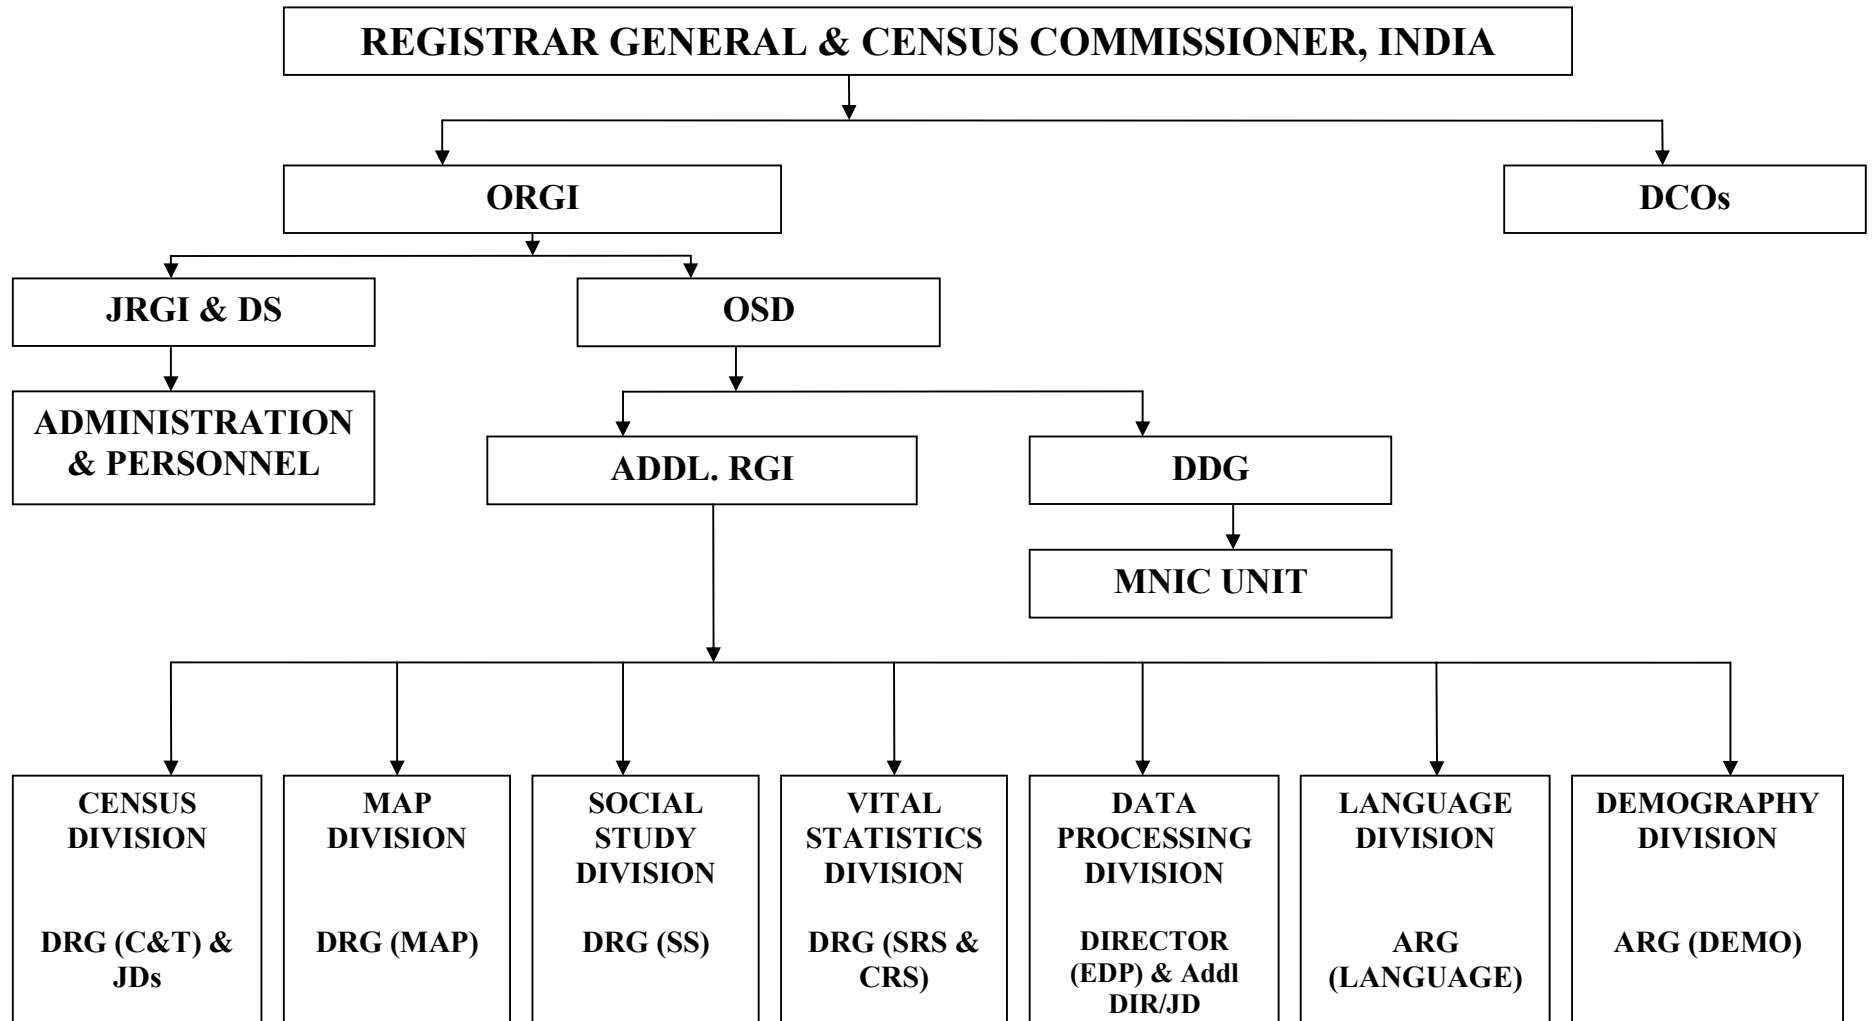 REGISTRAR GENERAL & CENSUS COMMISSIONER, INDIA
ORGI
DCOs
JRGI & DS
OSD
ADMINISTRATION
& PERSONNEL
ADDL. RGI
DDG
MNIC UNIT
CENSUS
DIVISION
DRG (C&T) &
JDs
MAP
DIVISION
DRG (MAP)
SOCIAL
STUDY
DIVISION
DRG (SS)
VITAL
STATISTICS
DIVISION
DRG (SRS &
CRS)
DATA
PROCESSING
DIVISION
DIRECTOR
(EDP) & Addl
DIR/JD
LANGUAGE
DIVISION
ARG
(LANGUAGE)
DEMOGRAPHY
DIVISION
ARG (DEMO)